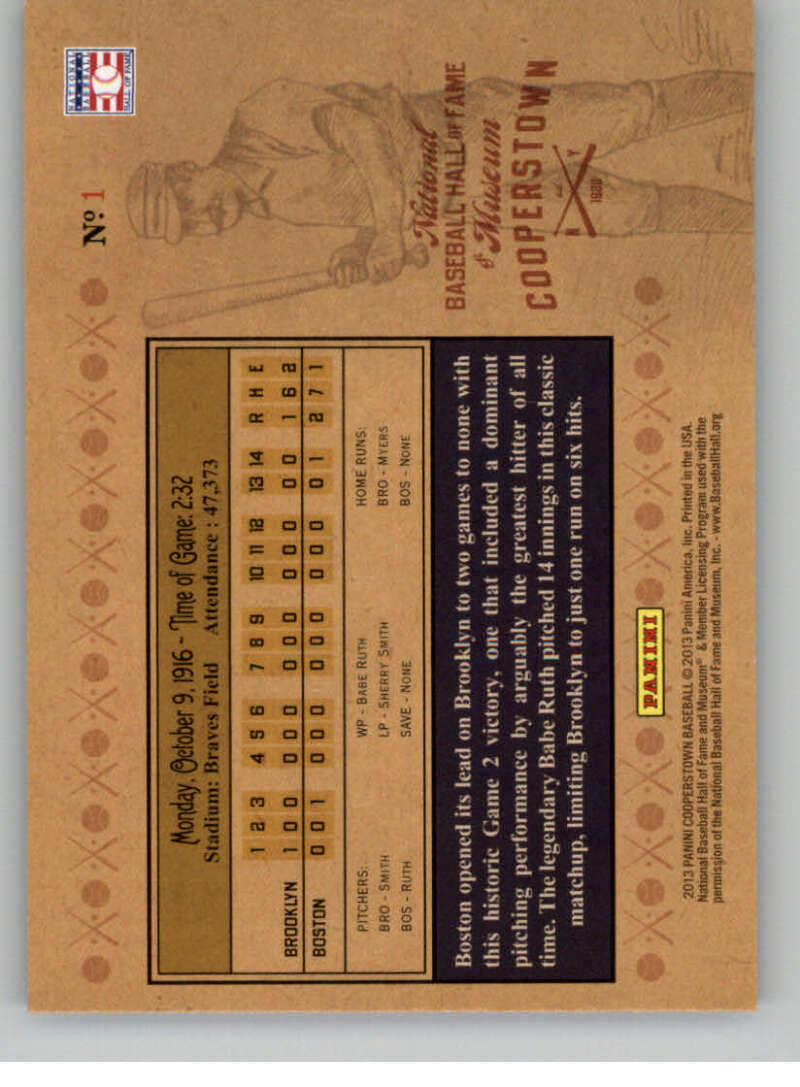 Nº 1
NATIONAL
BASEBALL
HALL OF FAME
Monday, October 9, 1916 - Time of Game: 2:32
Stadium: Braves Field Attendance : 47,373
1 2 3 4 5 6 7 8 9 10 11 12 13 14 R H E
BROOKLYN 1 0 0 0 0 0 0 0 0 0 0 0 0 0 1 6 2
BOSTON 0 0 1 0 0 0 0 0 0 0 0 0 0 1 2 7 1
PITCHERS:
BRO - SMITH WP - BABE RUTH
BOS - RUTH LP - SHERRY SMITH
SAVE - NONE
HOME RUNS:
BRO - MYERS
BOS - NONE
Boston opened its lead on Brooklyn to two games to none with
this historic Game 2 victory, one that included a dominant
pitching performance by arguably the greatest hitter of all
time. The legendary Babe Ruth pitched 14 innings in this classic
matchup, limiting Brooklyn to just one run on six hits.
National
BASEBALL HALL OF FAME
& Museum
COOPERSTOWN
N Y
PANINI
2013 PANINI COOPERSTOWN BASEBALL © 2013 Panini America, Inc. Printed in the USA.
National Baseball Hall of Fame and Museum® & Member Licensing Program used with the
permission of the National Baseball Hall of Fame and Museum, Inc. - www.BaseballHall.org